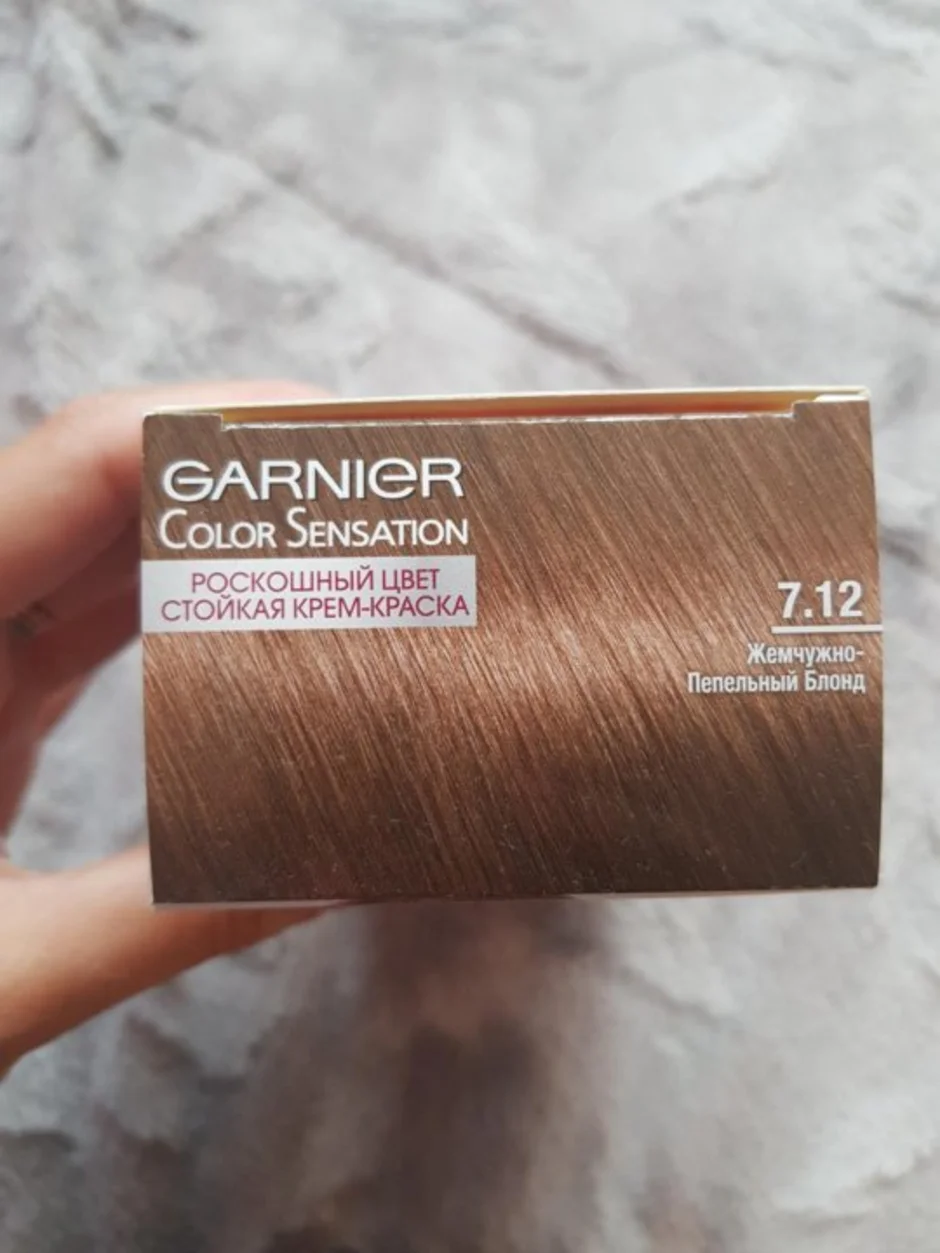 GARNIER
COLOR SENSATION
РОСКОШНЫЙ ЦВЕТ
СТОЙКАЯ КРЕМ-КРАСКА
7.12
Жемчужно-
Пепельный Блонд